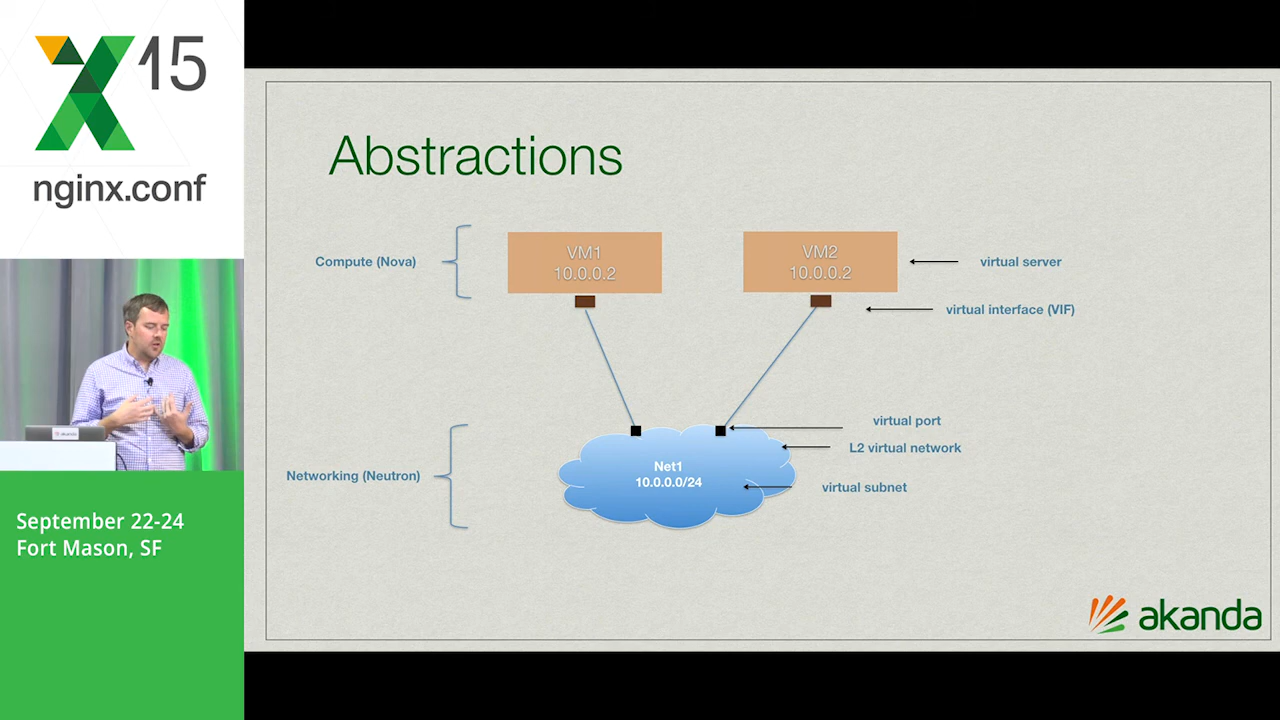 15
nginx.conf
September 22-24
Fort Mason, SF
Abstractions
Compute (Nova)
VM1
10.0.0.2
VM2
10.0.0.2
virtual server
virtual interface (VIF)
virtual port
L2 virtual network
Networking (Neutron)
Net1
10.0.0.0/24
virtual subnet
akanda